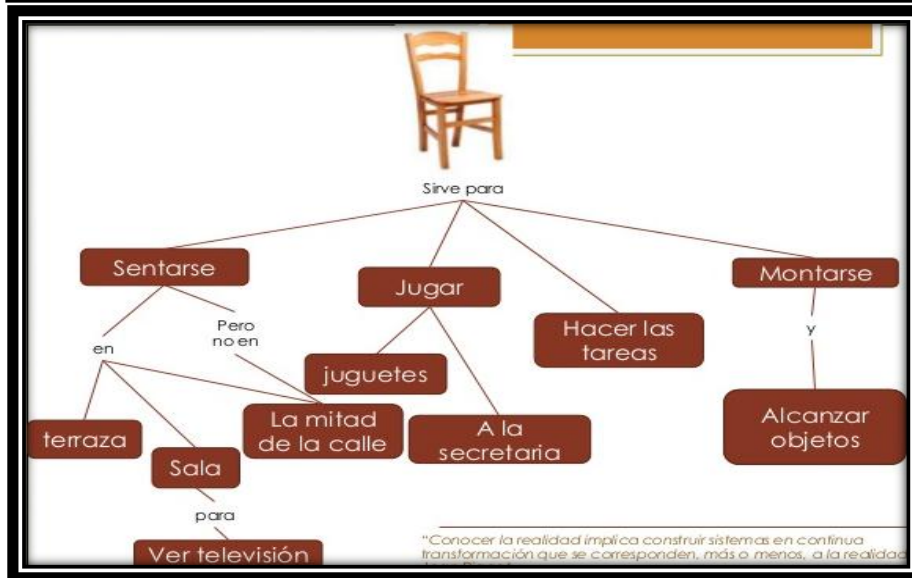 Sirve para
Sentarse
Jugar
Hacer las
tareas
Montarse
en
Pero
no en
y
juguetes
terraza
Sala
La mitad
de la calle
A la
secretaria
Alcanzar
objetos
para
Ver televisión
"Conocer la realidad implica construir sistemas en continua
transformación que se corresponden, más o menos, a la realidad